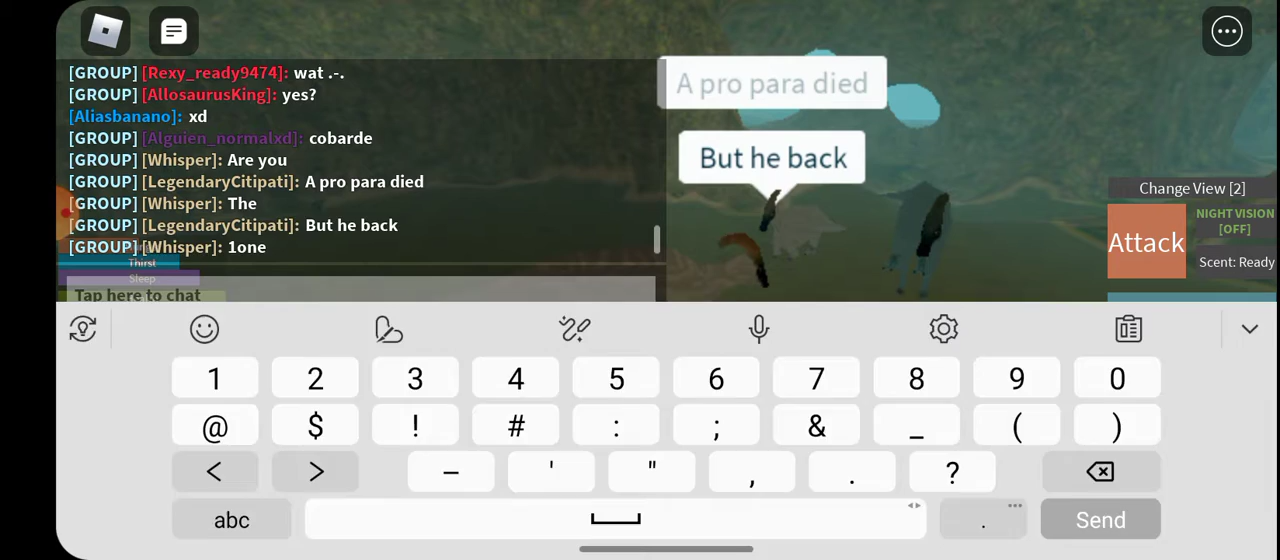 [GROUP] [Rexy_ready9474]: wat .-.
[GROUP] [AllosaurusKing]: yes?
[Aliasbanano]: xd
[GROUP] [Alguien_normalxd]: cobarde
[GROUP] [Whisper]: Are you
[GROUP] [LegendaryCitipati]: A pro para died
[GROUP] [Whisper]: The
[GROUP] [LegendaryCitipati]: But he back
[GROUP] [Whisper]: 1one
Thirst
Sleep
Tap here to chat
A pro para died
But he back
Change View [2]
Attack
NIGHT VISION
[OFF]
Scent: Ready
1 2 3 4 5 6 7 8 9 0
@ $ ! # : ; & _ ( )
< > – ' " , . ?
abc . Send